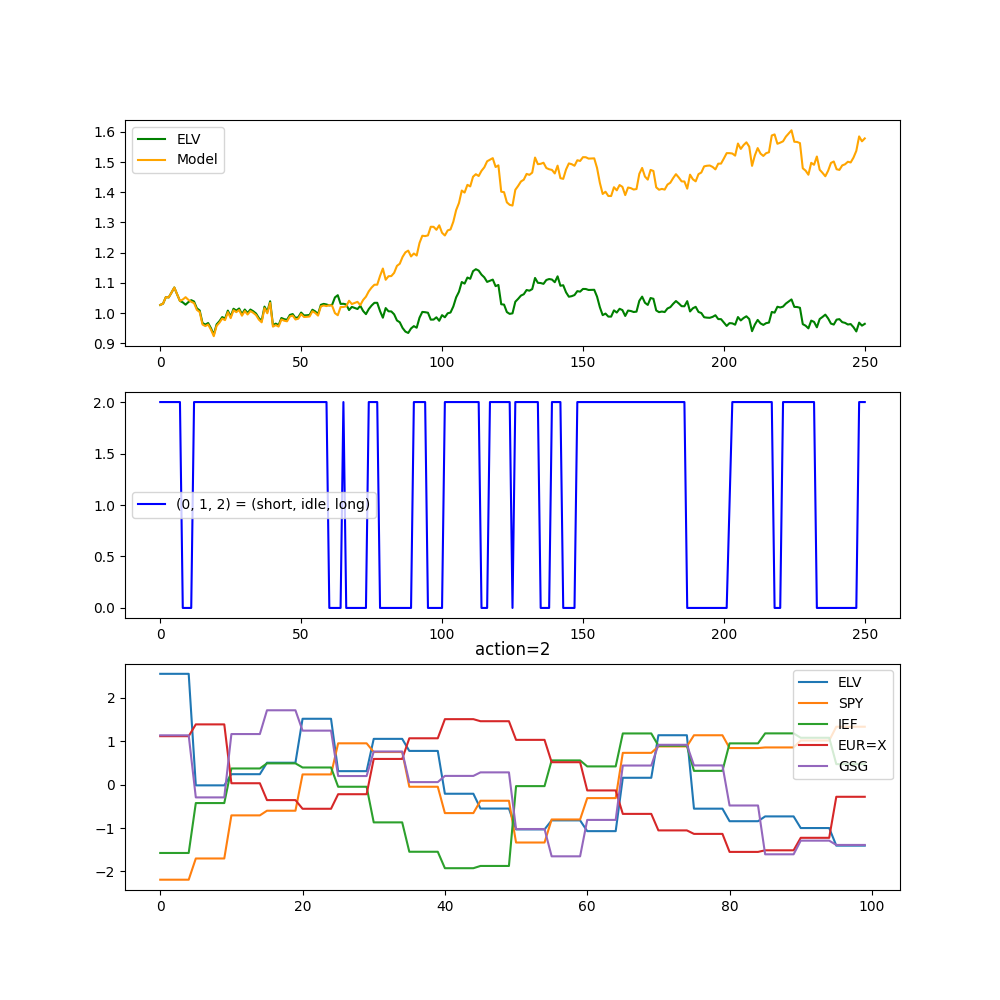 ELV
Model
1.6
1.5
1.4
1.3
1.2
1.1
1.0
0.9
0 50 100 150 200 250
2.0
1.5
1.0
0.5
0.0
(0, 1, 2) = (short, idle, long)
0 50 100 150 200 250
action=2
ELV
SPY
IEF
EUR=X
GSG
2
1
0
−1
−2
0 20 40 60 80 100